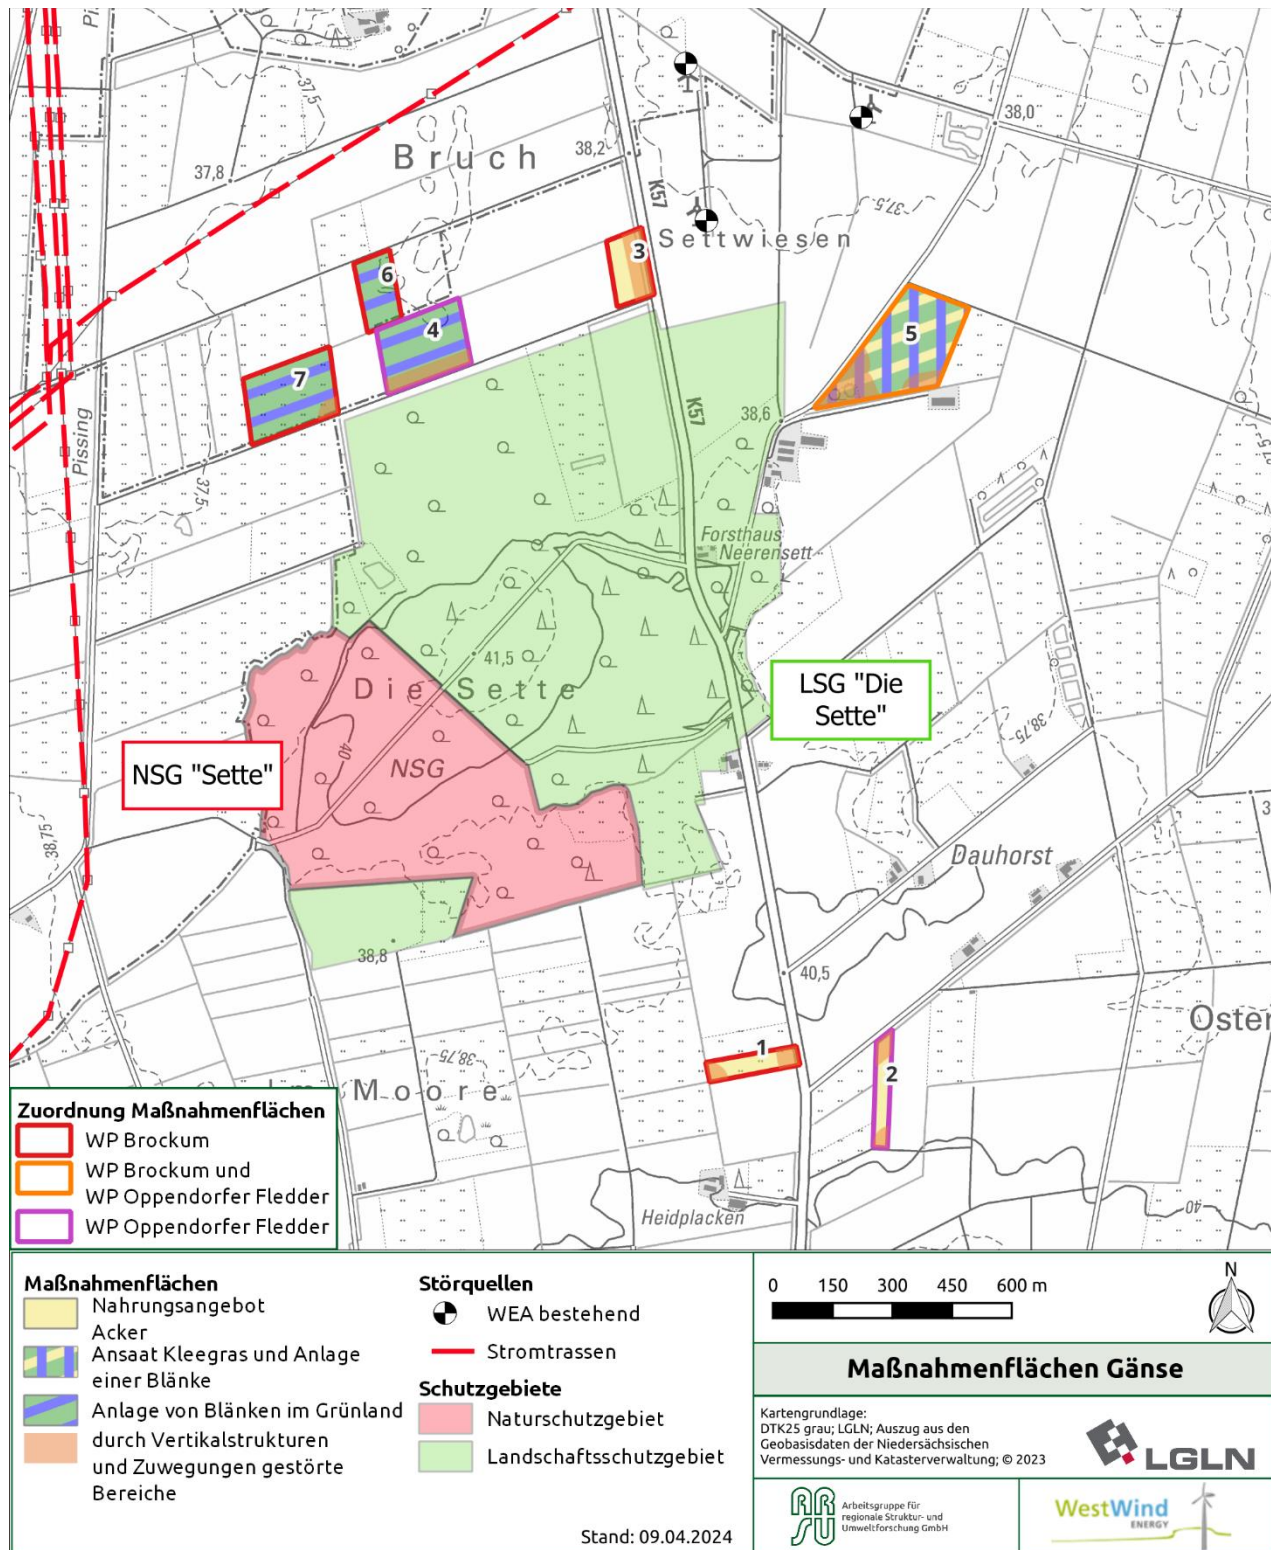 Pi
Pi
37,5
38,0
Bruch
38,2
37,8
K57
37,5
Settwiesen
3
6
4
5
7
K57
38,6
Pissing
37,5
37,5
Forsthaus
Neerensett
41,5
Die Sette
LSG "Die
Sette"
38,75
NSG "Sette"
40
NSG
38,75
3
Dauhorst
38,8
40,5
Oster
1
2
38,75
Moore
40
Heidplacken
Zuordnung Maßnahmenflächen
WP Brockum
WP Brockum und
WP Oppendorfer Fledder
WP Oppendorfer Fledder
Maßnahmenflächen
Nahrungsangebot
Acker
Ansaat Kleegras und Anlage
einer Blänke
Anlage von Blänken im Grünland
durch Vertikalstrukturen
und Zuwegungen gestörte
Bereiche
Störquellen
WEA bestehend
Stromtrassen
Schutzgebiete
Naturschutzgebiet
Landschaftsschutzgebiet
Stand: 09.04.2024
0 150 300 450 600 m
N
Maßnahmenflächen Gänse
Kartengrundlage:
DTK25 grau; LGLN; Auszug aus den
Geobasisdaten der Niedersächsischen
Vermessungs- und Katasterverwaltung; © 2023
LGLN
ARSU
Arbeitsgruppe für
regionale Struktur- und
Umweltforschung GmbH
WestWind
ENERGY